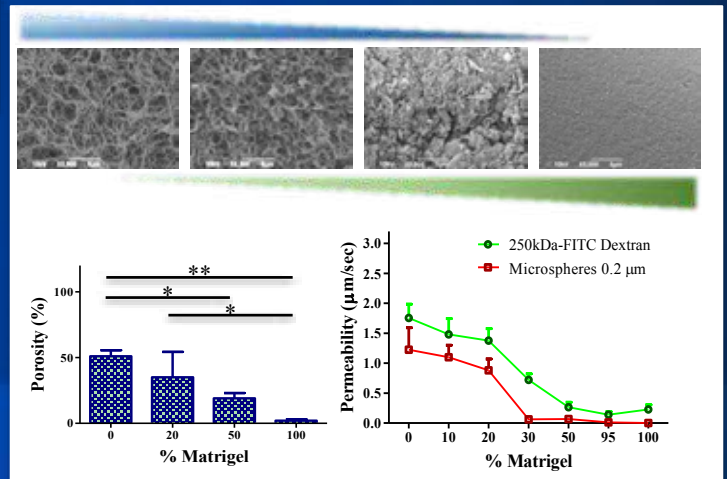 **
*
*
100
50
0
Porosity (%)
0 20 50 100
% Matrigel
250kDa-FITC Dextran
Microspheres 0.2 μm
3.0
2.5
2.0
1.5
1.0
0.5
0.0
Permeability (μm/sec)
0 10 20 30 50 95 100
% Matrigel